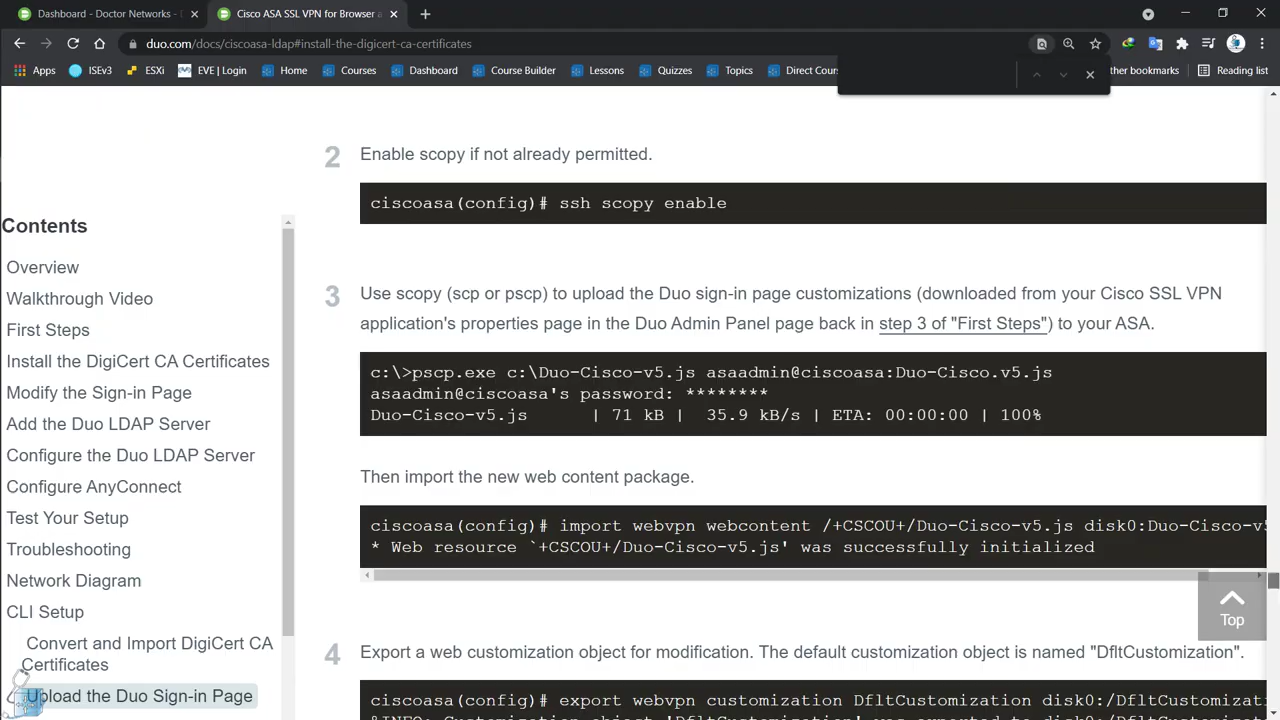 Dashboard - Doctor Networks -
Cisco ASA SSL VPN for Browser a
duo.com/docs/ciscoasa-ldap#install-the-digicert-ca-certificates
Apps
ISEv3
ESXi
EVE | Login
Home
Courses
Dashboard
Course Builder
Lessons
Quizzes
Topics
Direct Cour
her bookmarks
Reading list
2 Enable scopy if not already permitted.
ciscoasa(config)# ssh scopy enable
3 Use scopy (scp or pscp) to upload the Duo sign-in page customizations (downloaded from your Cisco SSL VPN
application's properties page in the Duo Admin Panel page back in step 3 of "First Steps") to your ASA.
c:\>pscp.exe c:\Duo-Cisco-v5.js asaadmin@ciscoasa:Duo-Cisco.v5.js
asaadmin@ciscoasa's password: ********
Duo-Cisco-v5.js | 71 kB | 35.9 kB/s | ETA: 00:00:00 | 100%
Then import the new web content package.
ciscoasa(config)# import webvpn webcontent /+CSCOU+/Duo-Cisco-v5.js disk0:Duo-Cisco-v5
* Web resource `+CSCOU+/Duo-Cisco-v5.js' was successfully initialized
Top
4 Export a web customization object for modification. The default customization object is named "DfltCustomization".
ciscoasa(config)# export webvpn customization DfltCustomization disk0:/DfltCustomizati
Contents
Overview
Walkthrough Video
First Steps
Install the DigiCert CA Certificates
Modify the Sign-in Page
Add the Duo LDAP Server
Configure the Duo LDAP Server
Configure AnyConnect
Test Your Setup
Troubleshooting
Network Diagram
CLI Setup
Convert and Import DigiCert CA
Certificates
Upload the Duo Sign-in Page